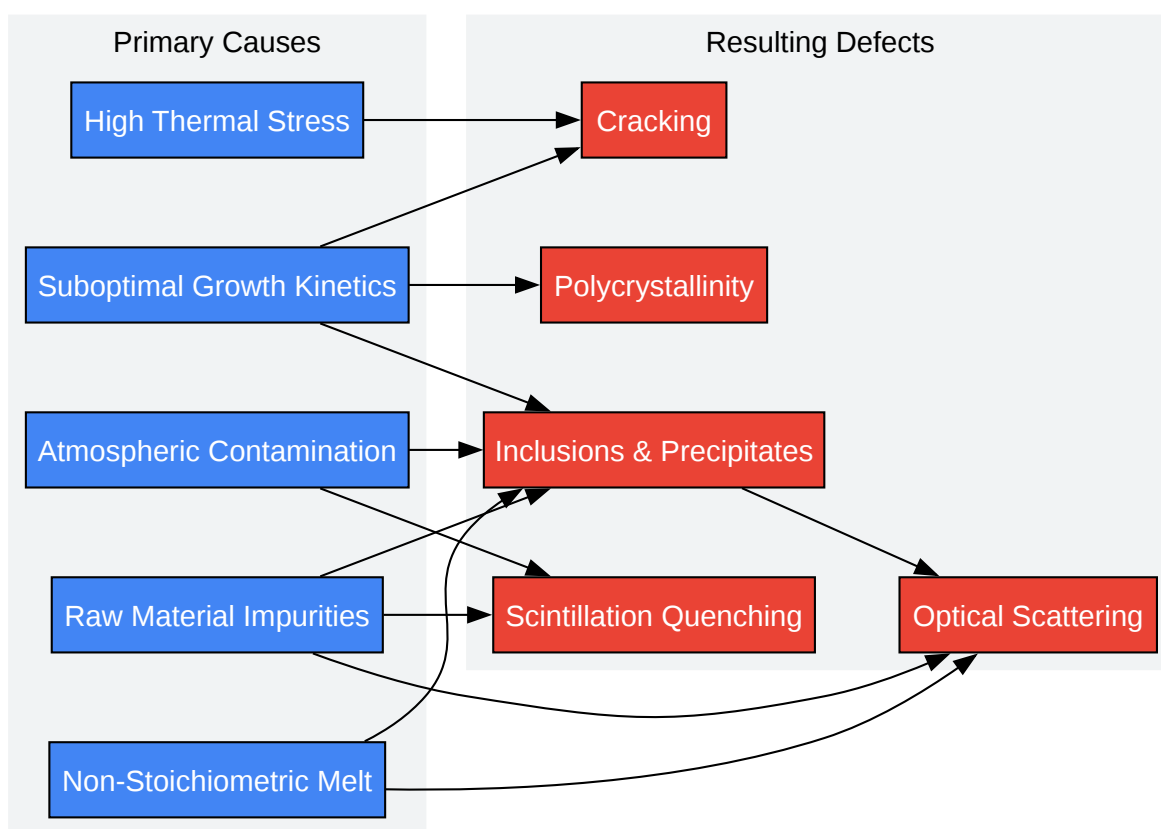 Primary Causes
Resulting Defects
High Thermal Stress
Cracking
Suboptimal Growth Kinetics
Polycrystallinity
Atmospheric Contamination
Inclusions & Precipitates
Raw Material Impurities
Scintillation Quenching
Optical Scattering
Non-Stoichiometric Melt